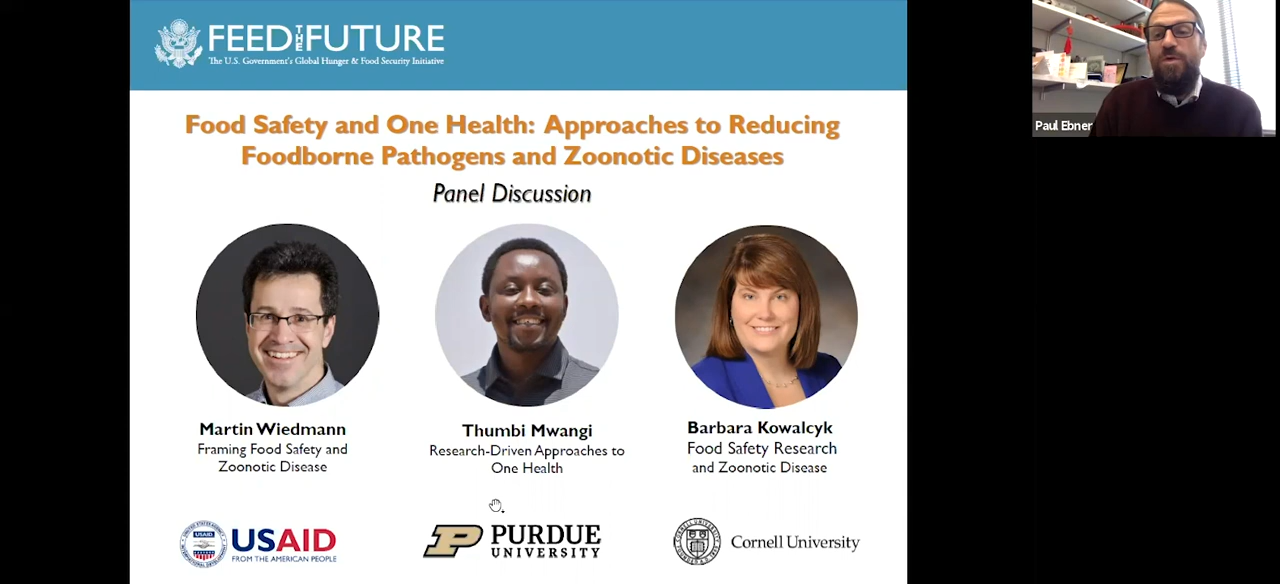 FEED THE FUTURE
The U.S. Government's Global Hunger & Food Security Initiative
Food Safety and One Health: Approaches to Reducing
Foodborne Pathogens and Zoonotic Diseases
Panel Discussion
Martin Wiedmann
Framing Food Safety and
Zoonotic Disease
Thumbi Mwangi
Research-Driven Approaches to
One Health
Barbara Kowalcyk
Food Safety Research
and Zoonotic Disease
USAID
USAID
FROM THE AMERICAN PEOPLE
P PURDUE
UNIVERSITY
Cornell University
Paul Ebner